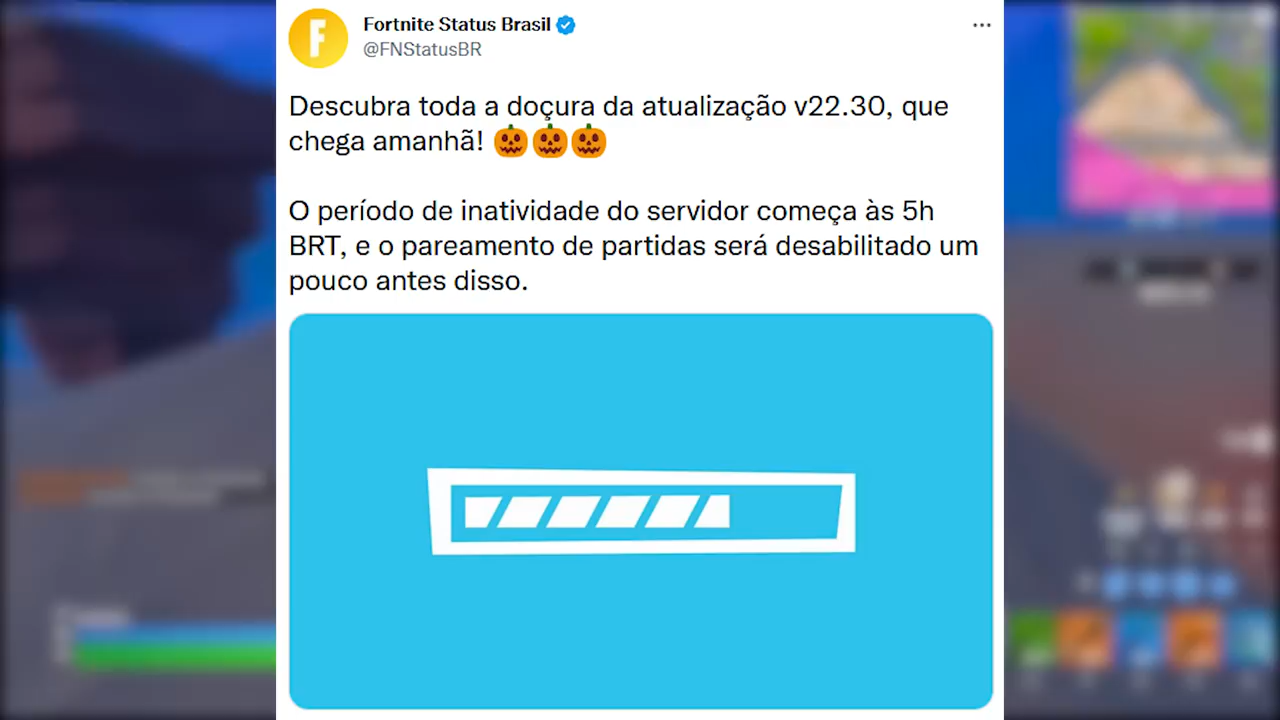 Fortnite Status Brasil
@FNStatusBR
Descubra toda a doçura da atualização v22.30, que
chega amanhã! 🎃🎃🎃
O período de inatividade do servidor começa às 5h
BRT, e o pareamento de partidas será desabilitado um
pouco antes disso.